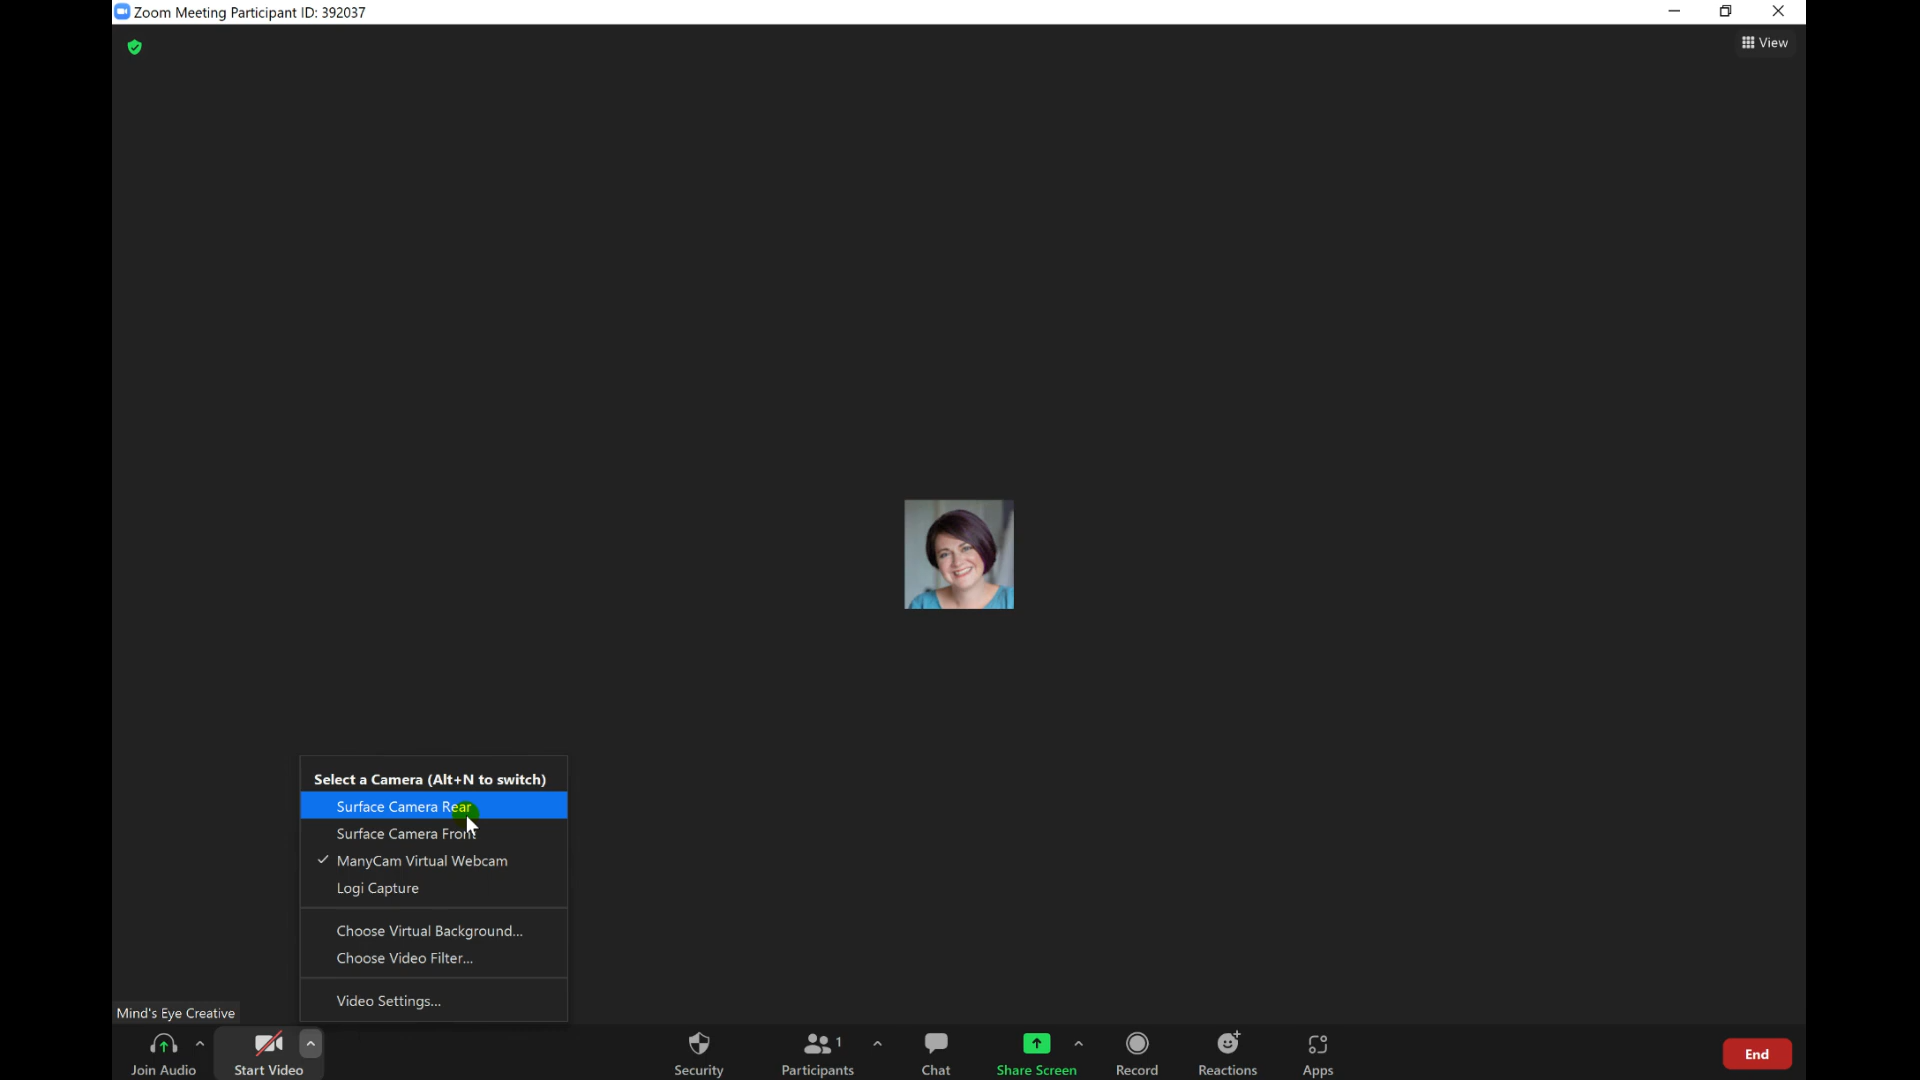 Zoom Meeting Participant ID: 392037
View
Select a Camera (Alt+N to switch)
Surface Camera Rear
Surface Camera Front
ManyCam Virtual Webcam
Logi Capture
Choose Virtual Background...
Choose Video Filter...
Video Settings...
Mind's Eye Creative
Join Audio
Start Video
Security
1
Participants
Chat
Share Screen
Record
Reactions
Apps
End